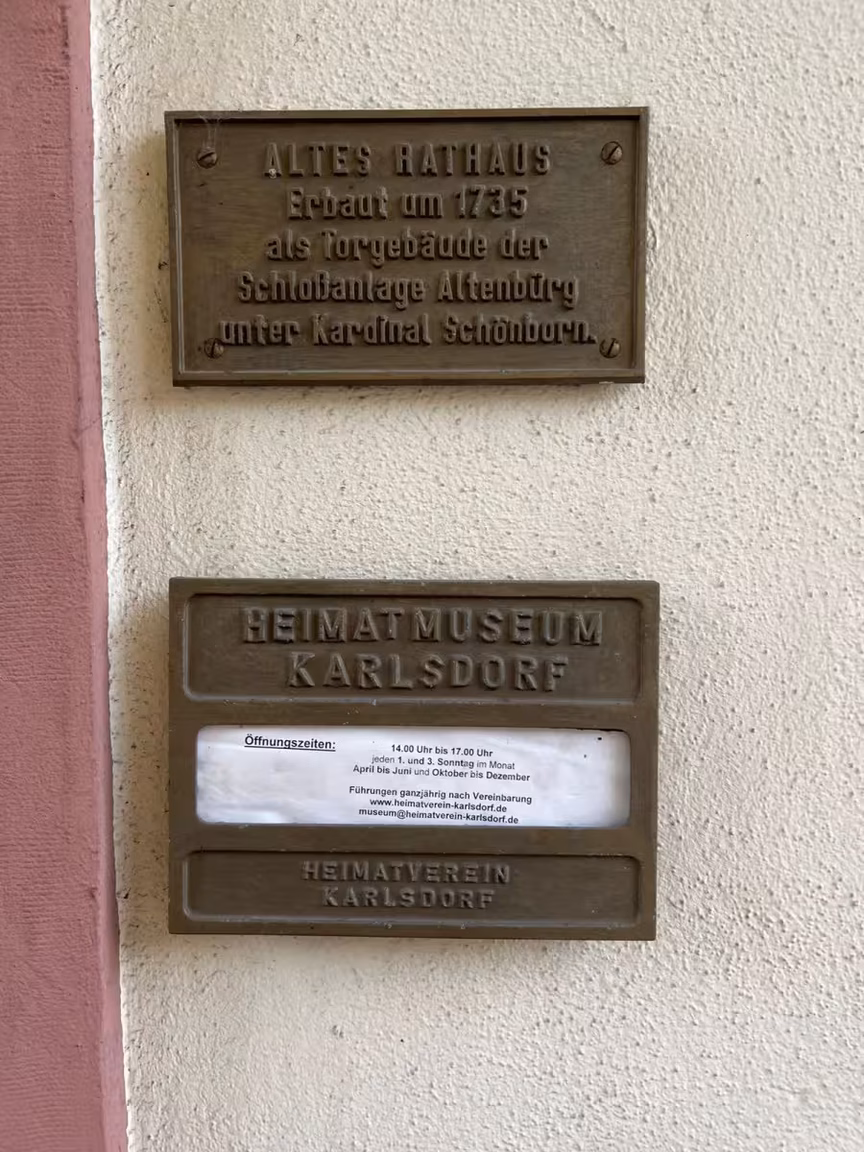 ALTES RATHAUS
Erbaut um 1735
als Torgebäude der
Schloßanlage Altenbürg
unter Kardinal Schönborn.
HEIMATMUSEUM
KARLSDORF
Öffnungszeiten:
14.00 Uhr bis 17.00 Uhr
jeden 1. und 3. Sonntag im Monat
April bis Juni und Oktober bis Dezember
Führungen ganzjährig nach Vereinbarung
www.heimatverein-karlsdorf.de
museum@heimatverein-karlsdorf.de
HEIMATVEREIN
KARLSDORF